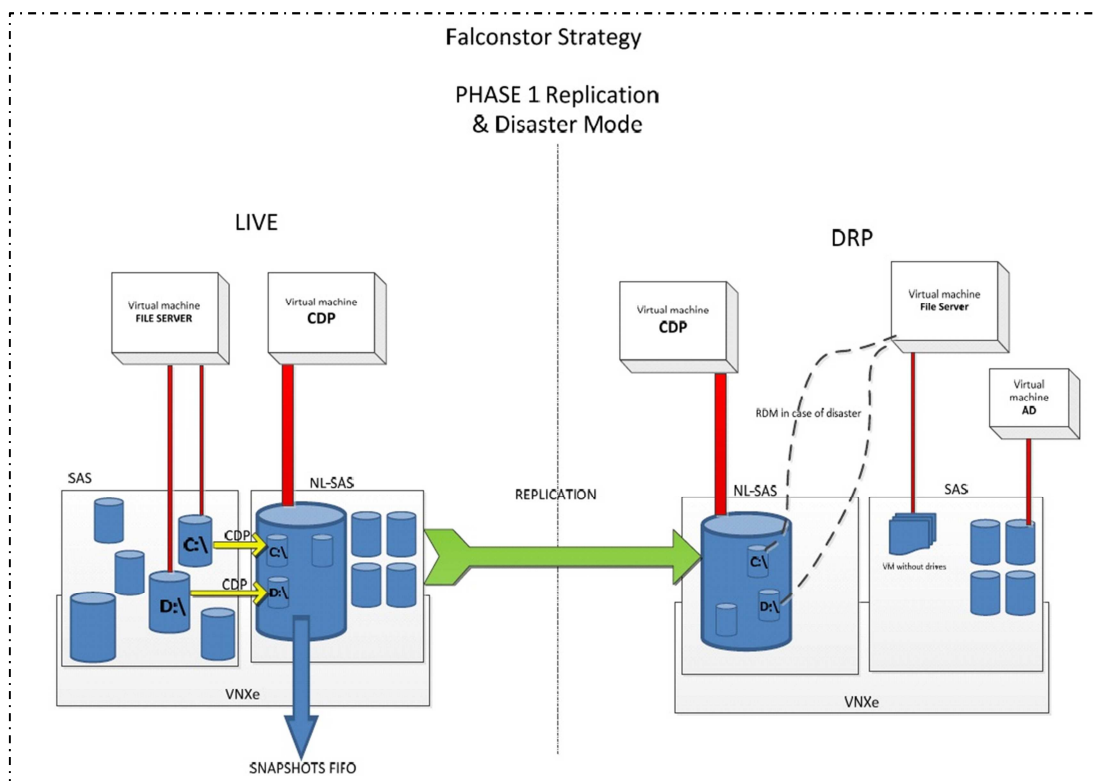 Falconstor Strategy
PHASE 1 Replication
& Disaster Mode
LIVE
DRP
Virtual machine
FILE SERVER
Virtual machine
CDP
Virtual machine
CDP
Virtual machine
File Server
Virtual
machine
AD
RDM in case of disaster
SAS
NL-SAS
REPLICATION
NL-SAS
SAS
C:\
CDP
C:\
D:\
CDP
D:\
C:\
D:\
VM without drives
VNXe
VNXe
SNAPSHOTS FIFO